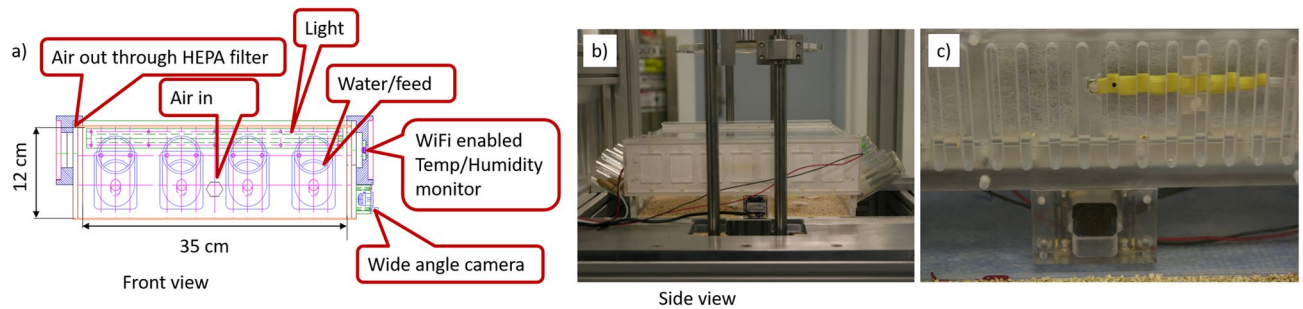 a)
Air out through HEPA filter
Light
Air in
Water/feed
WiFi enabled
Temp/Humidity
monitor
12 cm
35 cm
Wide angle camera
Front view
b)
Side view
c)